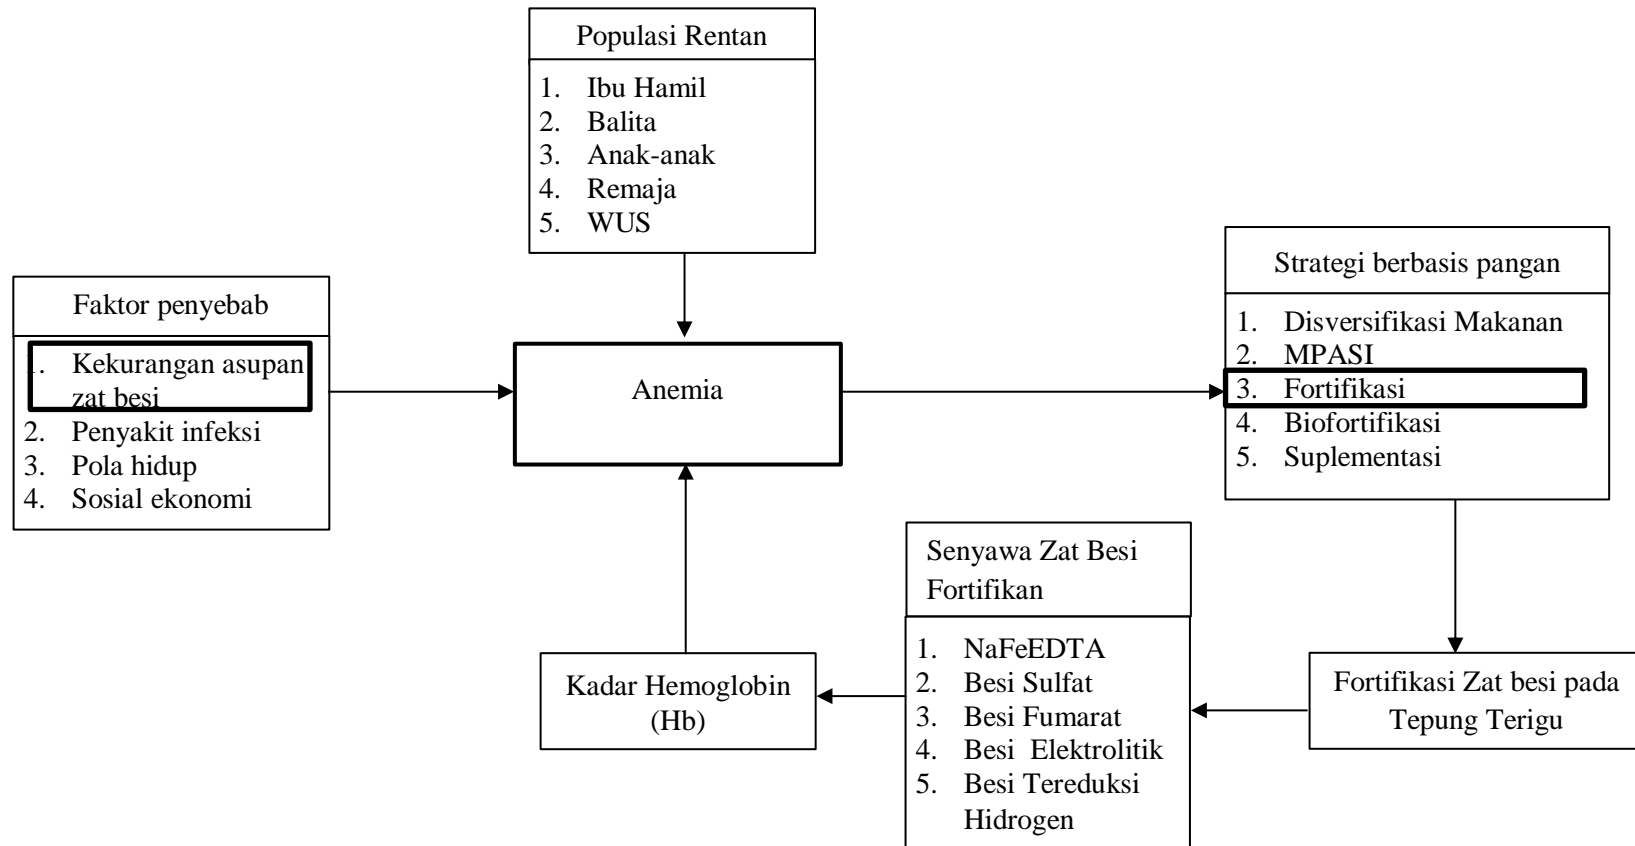 Populasi Rentan
1. Ibu Hamil
2. Balita
3. Anak-anak
4. Remaja
5. WUS
Faktor penyebab
1. Kekurangan asupan
zat besi
2. Penyakit infeksi
3. Pola hidup
4. Sosial ekonomi
Anemia
Strategi berbasis pangan
1. Disversifikasi Makanan
2. MPASI
3. Fortifikasi
4. Biofortifikasi
5. Suplementasi
Fortifikasi Zat besi pada
Tepung Terigu
Senyawa Zat Besi
Fortifikan
1. NaFeEDTA
2. Besi Sulfat
3. Besi Fumarat
4. Besi Elektrolitik
5. Besi Tereduksi
Hidrogen
Kadar Hemoglobin
(Hb)